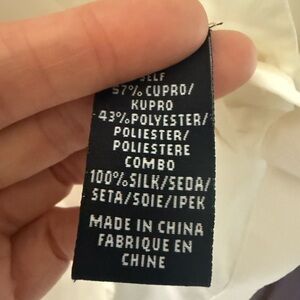 SELF
57% CUPRO/
KUPRO
43% POLYESTER/
POLIESTER/
POLIESTERE
COMBO
100% SILK/SEDA/
SETA/SOIE/IPEK
MADE IN CHINA
FABRIQUE EN
CHINE